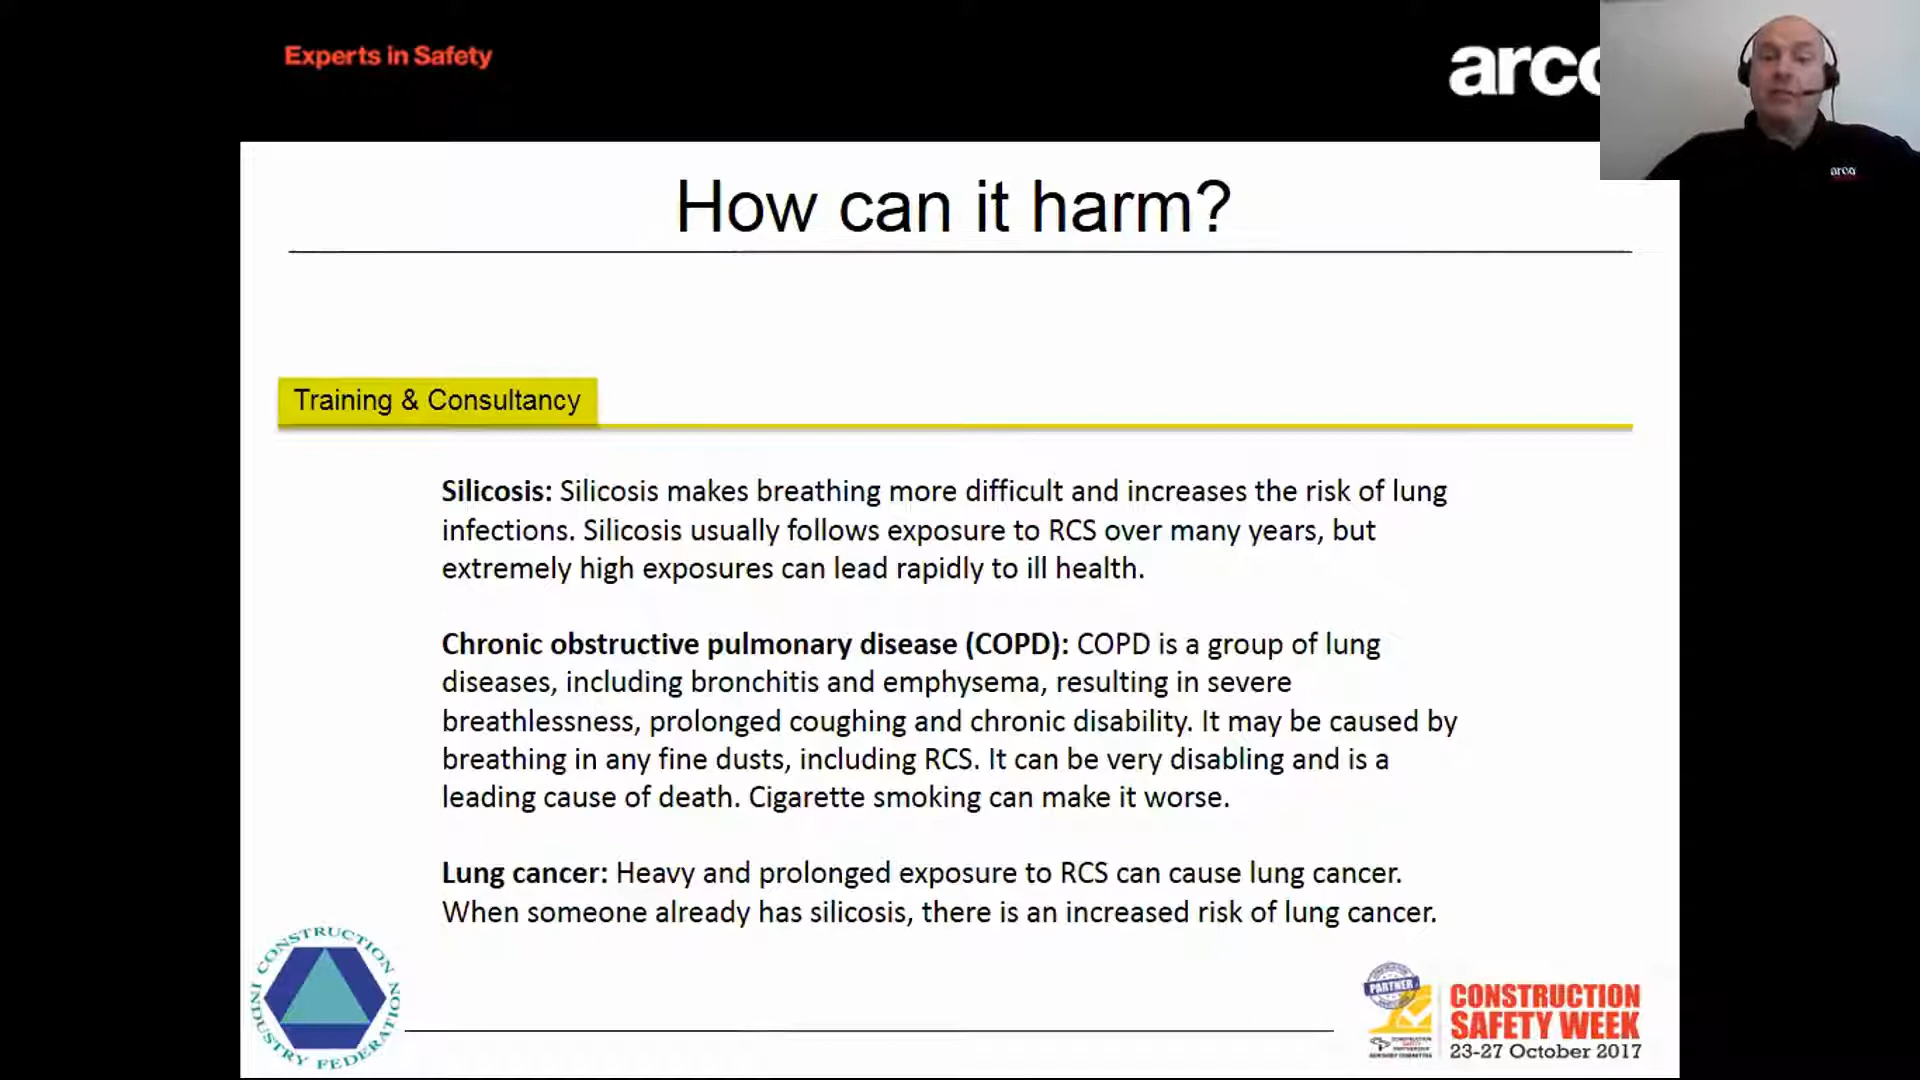 Experts in Safety
arco
arco
How can it harm?
Training & Consultancy
Silicosis: Silicosis makes breathing more difficult and increases the risk of lung
infections. Silicosis usually follows exposure to RCS over many years, but
extremely high exposures can lead rapidly to ill health.
Chronic obstructive pulmonary disease (COPD): COPD is a group of lung
diseases, including bronchitis and emphysema, resulting in severe
breathlessness, prolonged coughing and chronic disability. It may be caused by
breathing in any fine dusts, including RCS. It can be very disabling and is a
leading cause of death. Cigarette smoking can make it worse.
Lung cancer: Heavy and prolonged exposure to RCS can cause lung cancer.
When someone already has silicosis, there is an increased risk of lung cancer.
CONSTRUCTION INDUSTRY FEDERATION
PARTNER
CONSTRUCTION
SAFETY WEEK
23-27 October 2017